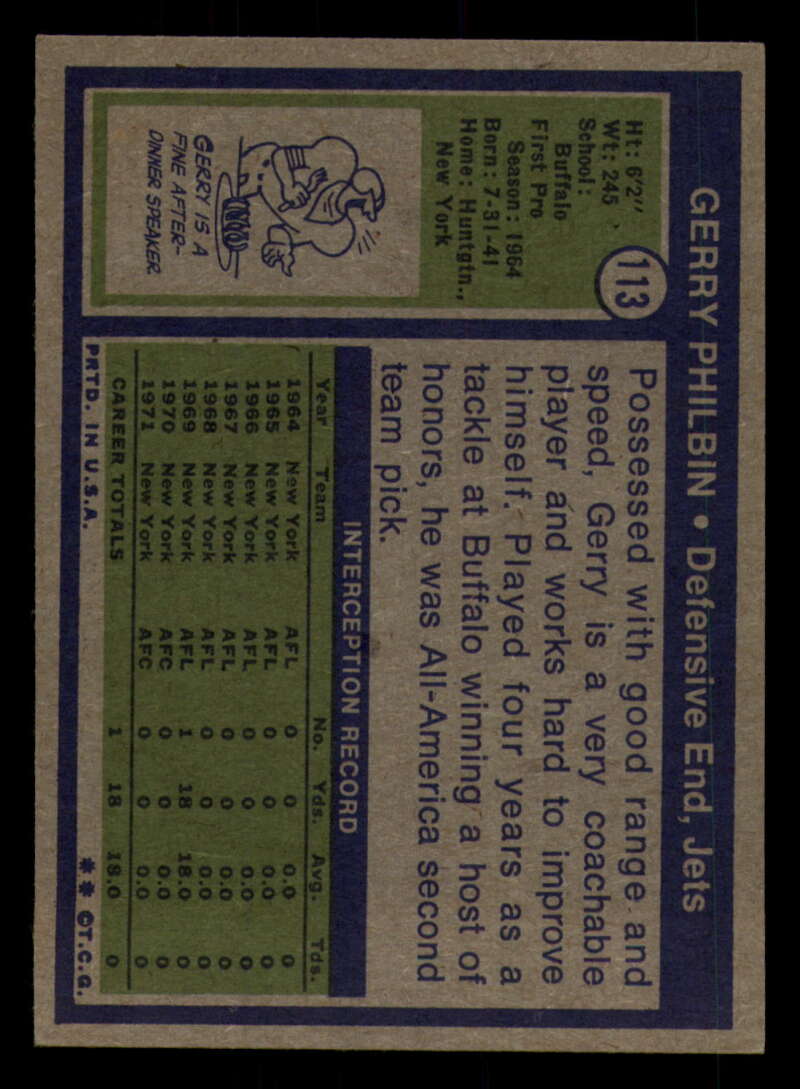 GERRY PHILBIN • Defensive End, Jets
113
Ht: 6'2"
Wt: 245
School:
Buffalo
First Pro
Season: 1964
Born: 7-31-41
Home: Huntgtn.,
New York
GERRY IS A
FINE AFTER-
DINNER SPEAKER
Possessed with good range and
speed, Gerry is a very coachable
player and works hard to improve
himself. Played four years as a
tackle at Buffalo winning a host of
honors, he was All-America second
team pick.
INTERCEPTION RECORD
Year Team No. Yds. Avg. Tds.
1964 New York AFL 0 0 0.0 0
1965 New York AFL 0 0 0.0 0
1966 New York AFL 0 0 0.0 0
1967 New York AFL 0 0 0.0 0
1968 New York AFL 0 0 0.0 0
1969 New York AFL 1 18 18.0 0
1970 New York AFC 0 0 0.0 0
1971 New York AFC 0 0 0.0 0
CAREER TOTALS 1 18 18.0 0
PRTD. IN U.S.A. ** ©T.C.G.